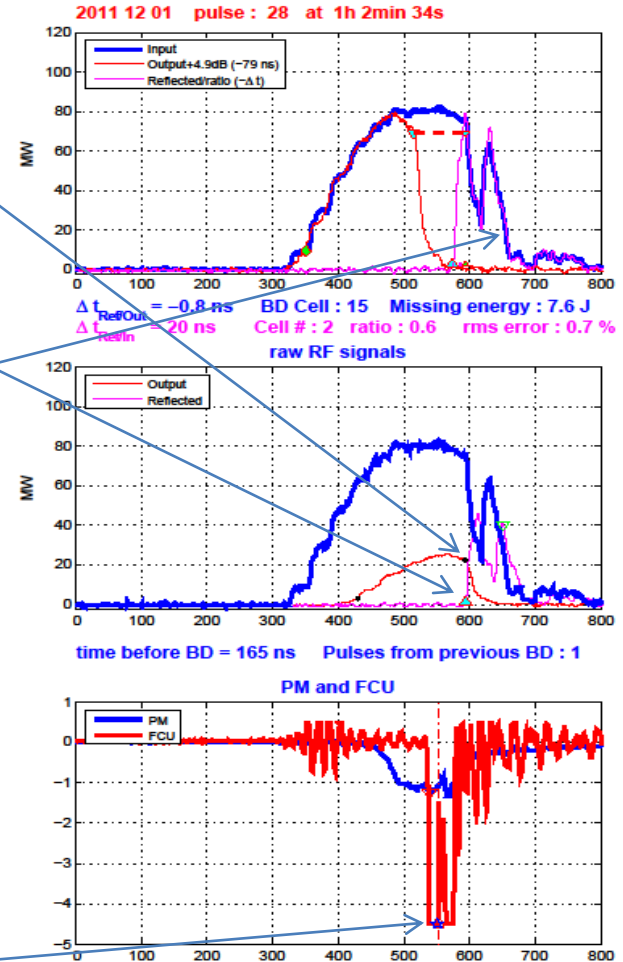 2011 12 01 pulse : 28 at 1h 2min 34s
120
100
80
60
40
20
0
MW
Input
Output+4.9dB (−79 ns)
Reflected/ratio (−Δ t)
0 100 200 300 400 500 600 700 800
Δ t Ref/Out = −0.8 ns BD Cell : 15 Missing energy : 7.6 J
Δ t Ref/In = 20 ns Cell # : 2 ratio : 0.6 rms error : 0.7 %
raw RF signals
120
100
80
60
40
20
0
MW
Output
Reflected
0 100 200 300 400 500 600 700 800
time before BD = 165 ns Pulses from previous BD : 1
PM and FCU
1
0
−1
−2
−3
−4
−5
PM
FCU
0 100 200 300 400 500 600 700 800